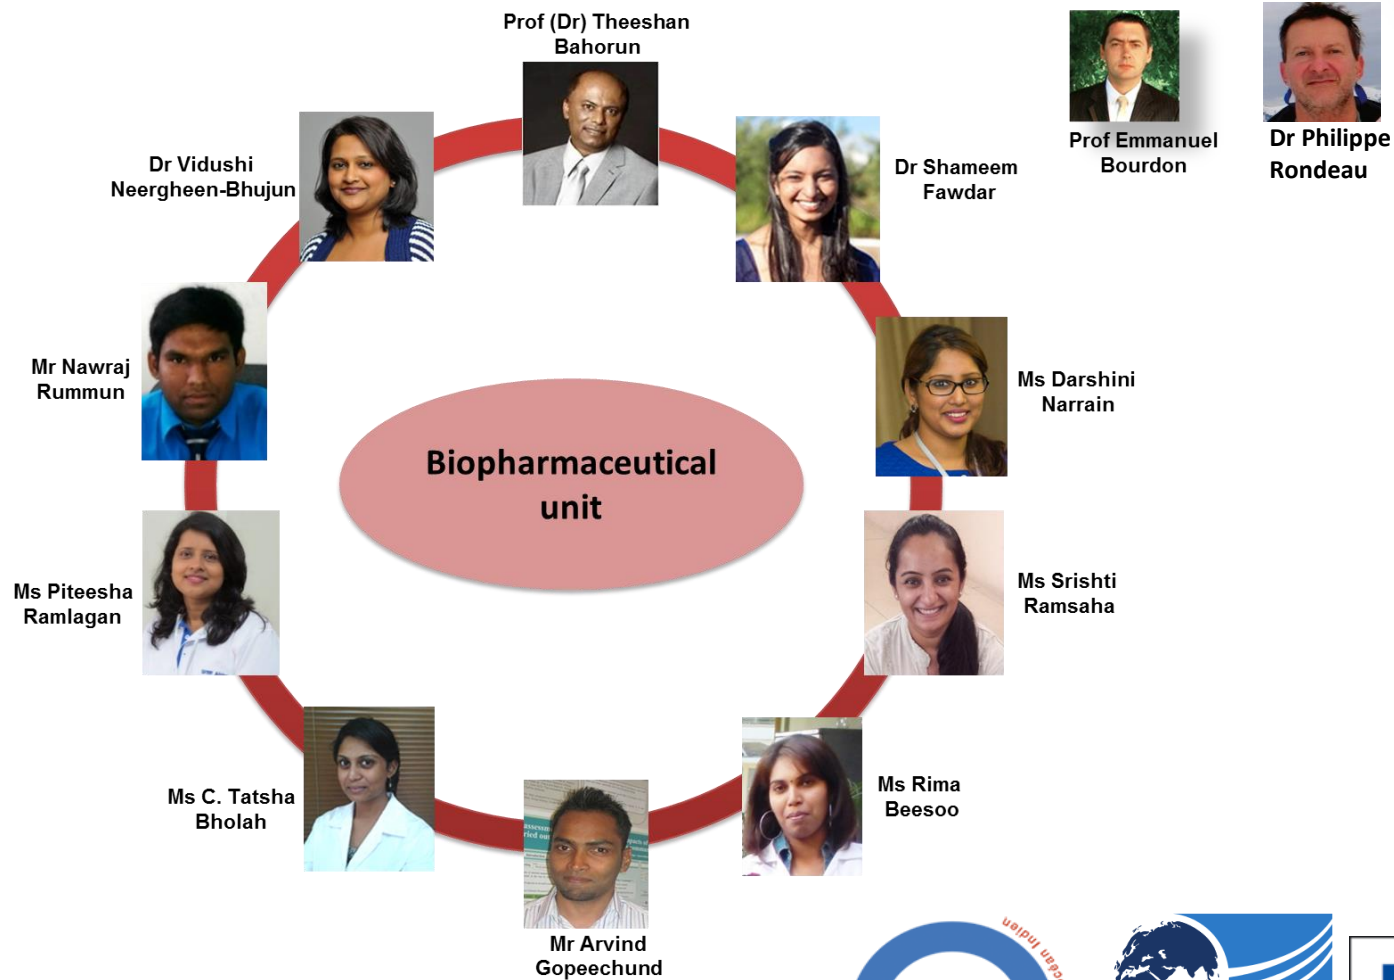 Prof (Dr) Theeshan
Bahorun
Prof Emmanuel
Bourdon
Dr Philippe
Rondeau
Dr Vidushi
Neergheen-Bhujun
Dr Shameem
Fawdar
Mr Nawraj
Rummun
Ms Darshini
Narrain
Biopharmaceutical
unit
Ms Piteesha
Ramlagan
Ms Srishti
Ramsaha
Ms C. Tatsha
Bholah
Ms Rima
Beesoo
Mr Arvind
Gopeechund
céan Indien